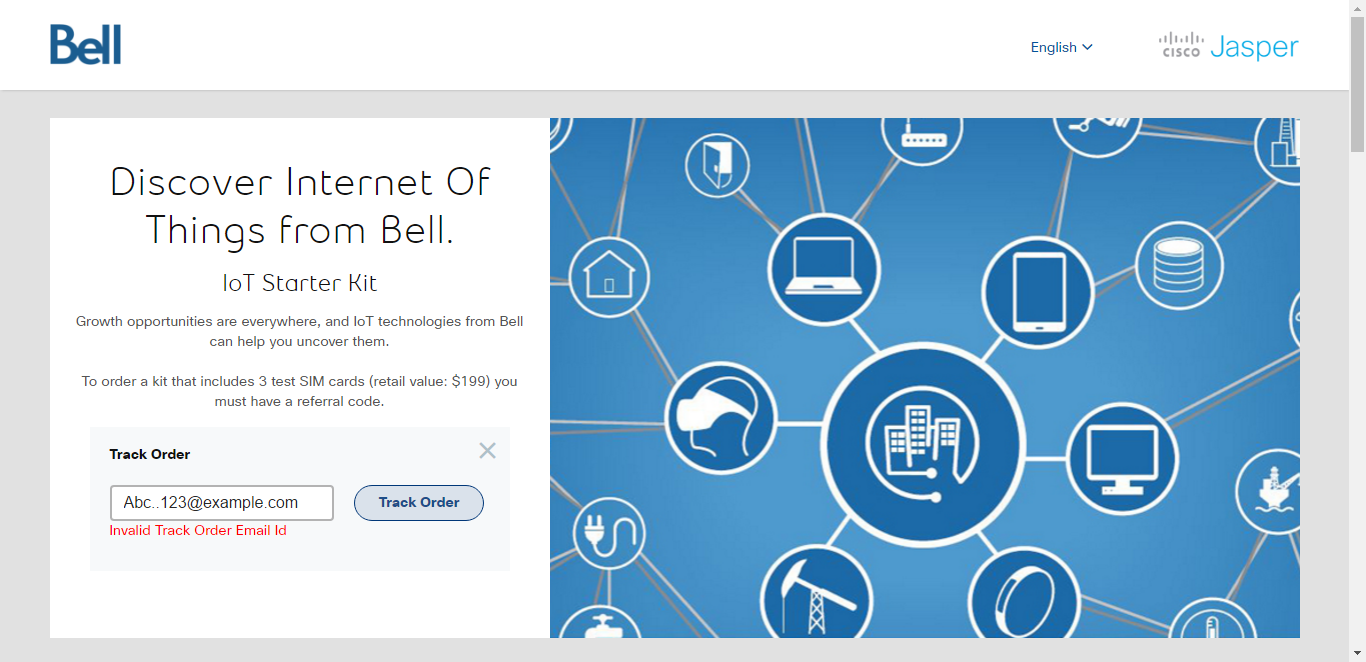 Bell
English
cisco Jasper
Discover Internet Of
Things from Bell.
IoT Starter Kit
Growth opportunities are everywhere, and IoT technologies from Bell
can help you uncover them.
To order a kit that includes 3 test SIM cards (retail value: $199) you
must have a referral code.
Track Order
Abc..123@example.com
Track Order
Invalid Track Order Email Id